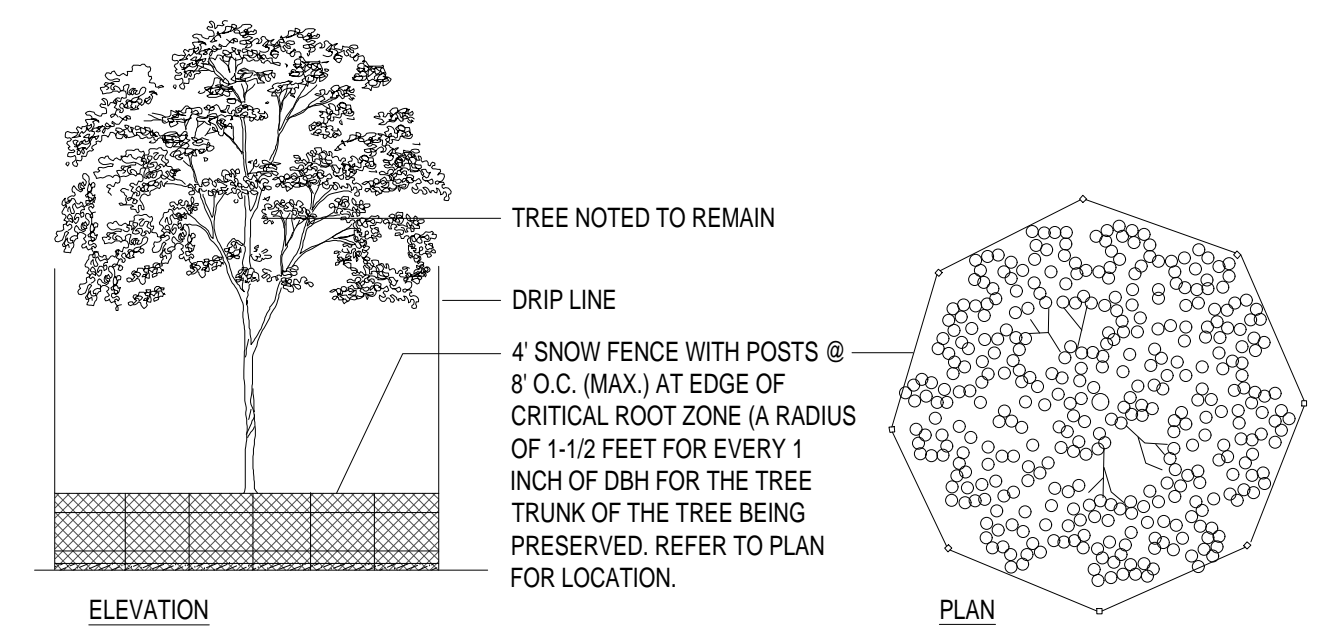 TREE NOTED TO REMAIN
DRIP LINE
4' SNOW FENCE WITH POSTS @
8' O.C. (MAX.) AT EDGE OF
CRITICAL ROOT ZONE (A RADIUS
OF 1-1/2 FEET FOR EVERY 1
INCH OF DBH FOR THE TREE
TRUNK OF THE TREE BEING
PRESERVED. REFER TO PLAN
FOR LOCATION.
ELEVATION
PLAN